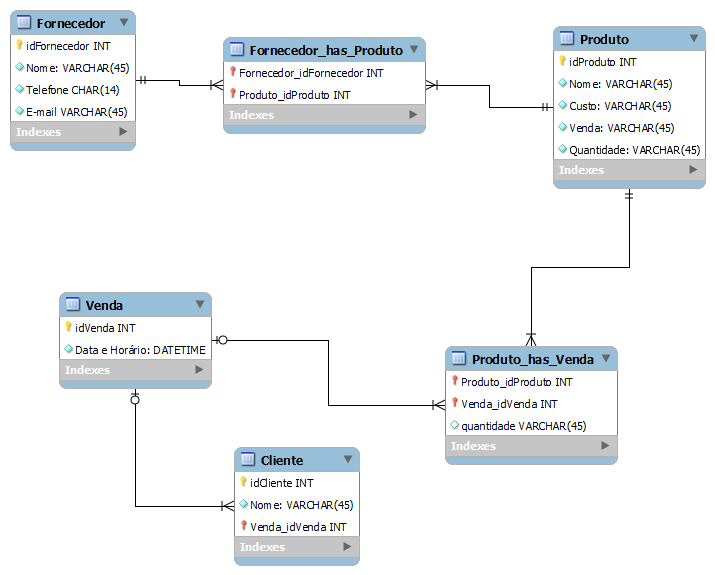 Fornecedor
idFornecedor INT
Nome: VARCHAR(45)
Telefone CHAR(14)
E-mail VARCHAR(45)
Indexes
Fornecedor_has_Produto
Fornecedor_idFornecedor INT
Produto_idProduto INT
Indexes
Produto
idProduto INT
Nome: VARCHAR(45)
Custo: VARCHAR(45)
Venda: VARCHAR(45)
Quantidade: VARCHAR(45)
Indexes
Venda
idVenda INT
Data e Horário: DATETIME
Indexes
Produto_has_Venda
Produto_idProduto INT
Venda_idVenda INT
quantidade VARCHAR(45)
Indexes
Cliente
idCliente INT
Nome: VARCHAR(45)
Venda_idVenda INT
Indexes